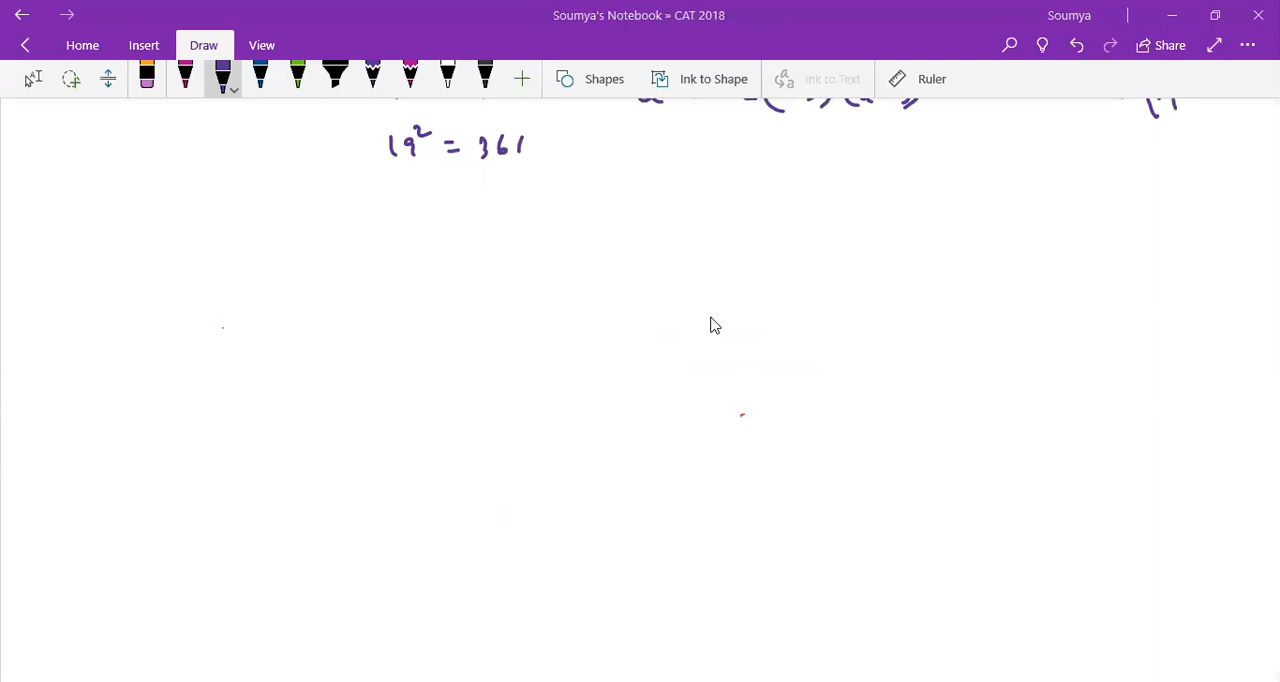 Soumya's Notebook » CAT 2018
Soumya
Home Insert Draw View
Share
Shapes Ink to Shape Ink to Text Ruler
19² = 361